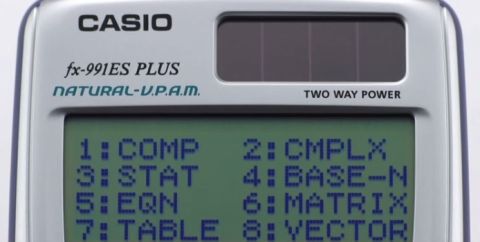 CASIO
fx-991ES PLUS
NATURAL-V.P.A.M.
TWO WAY POWER
1:COMP 2:CMPLX
3:STAT 4:BASE-N
5:EQN 6:MATRIX
7:TABLE 8:VECTOR